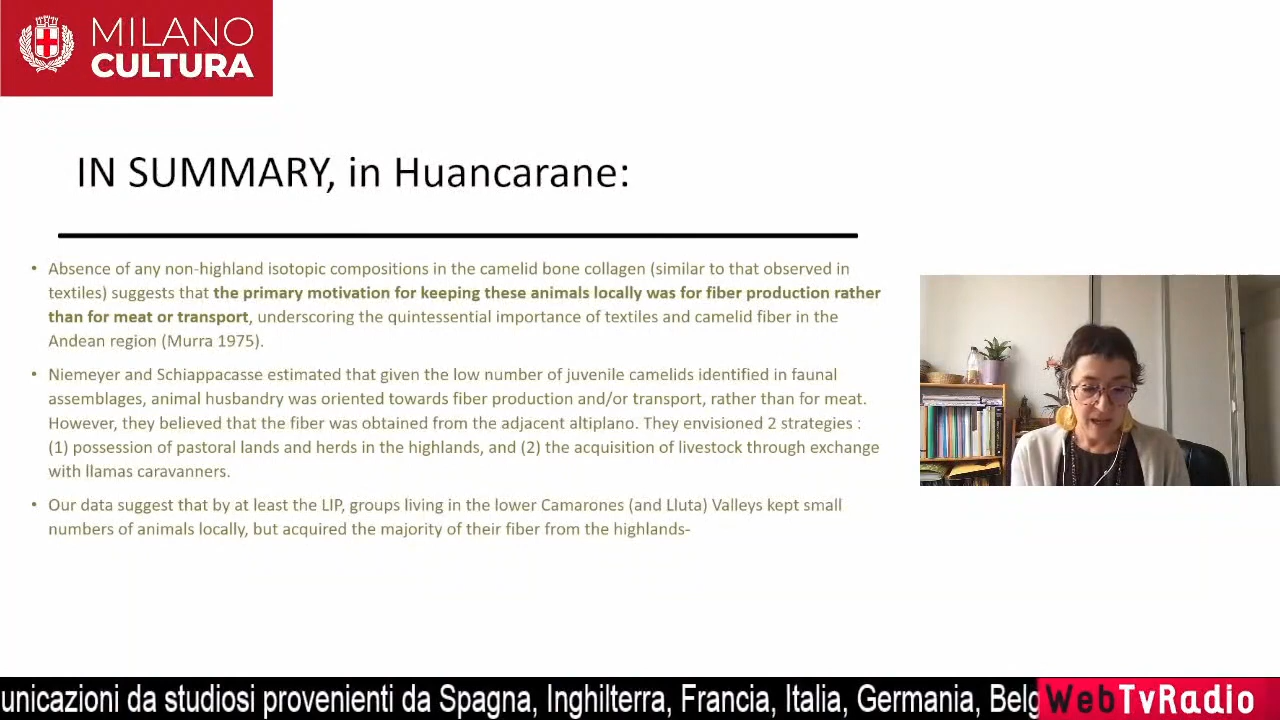 MILANO
CULTURA
IN SUMMARY, in Huancarane:
• Absence of any non-highland isotopic compositions in the camelid bone collagen (similar to that observed in
textiles) suggests that the primary motivation for keeping these animals locally was for fiber production rather
than for meat or transport, underscoring the quintessential importance of textiles and camelid fiber in the
Andean region (Murra 1975).
• Niemeyer and Schiappacasse estimated that given the low number of juvenile camelids identified in faunal
assemblages, animal husbandry was oriented towards fiber production and/or transport, rather than for meat.
However, they believed that the fiber was obtained from the adjacent altiplano. They envisioned 2 strategies :
(1) possession of pastoral lands and herds in the highlands, and (2) the acquisition of livestock through exchange
with llamas caravanners.
• Our data suggest that by at least the LIP, groups living in the lower Camarones (and Lluta) Valleys kept small
numbers of animals locally, but acquired the majority of their fiber from the highlands-
unicazioni da studiosi provenienti da Spagna, Inghilterra, Francia, Italia, Germania, Belg
WebTvRadio